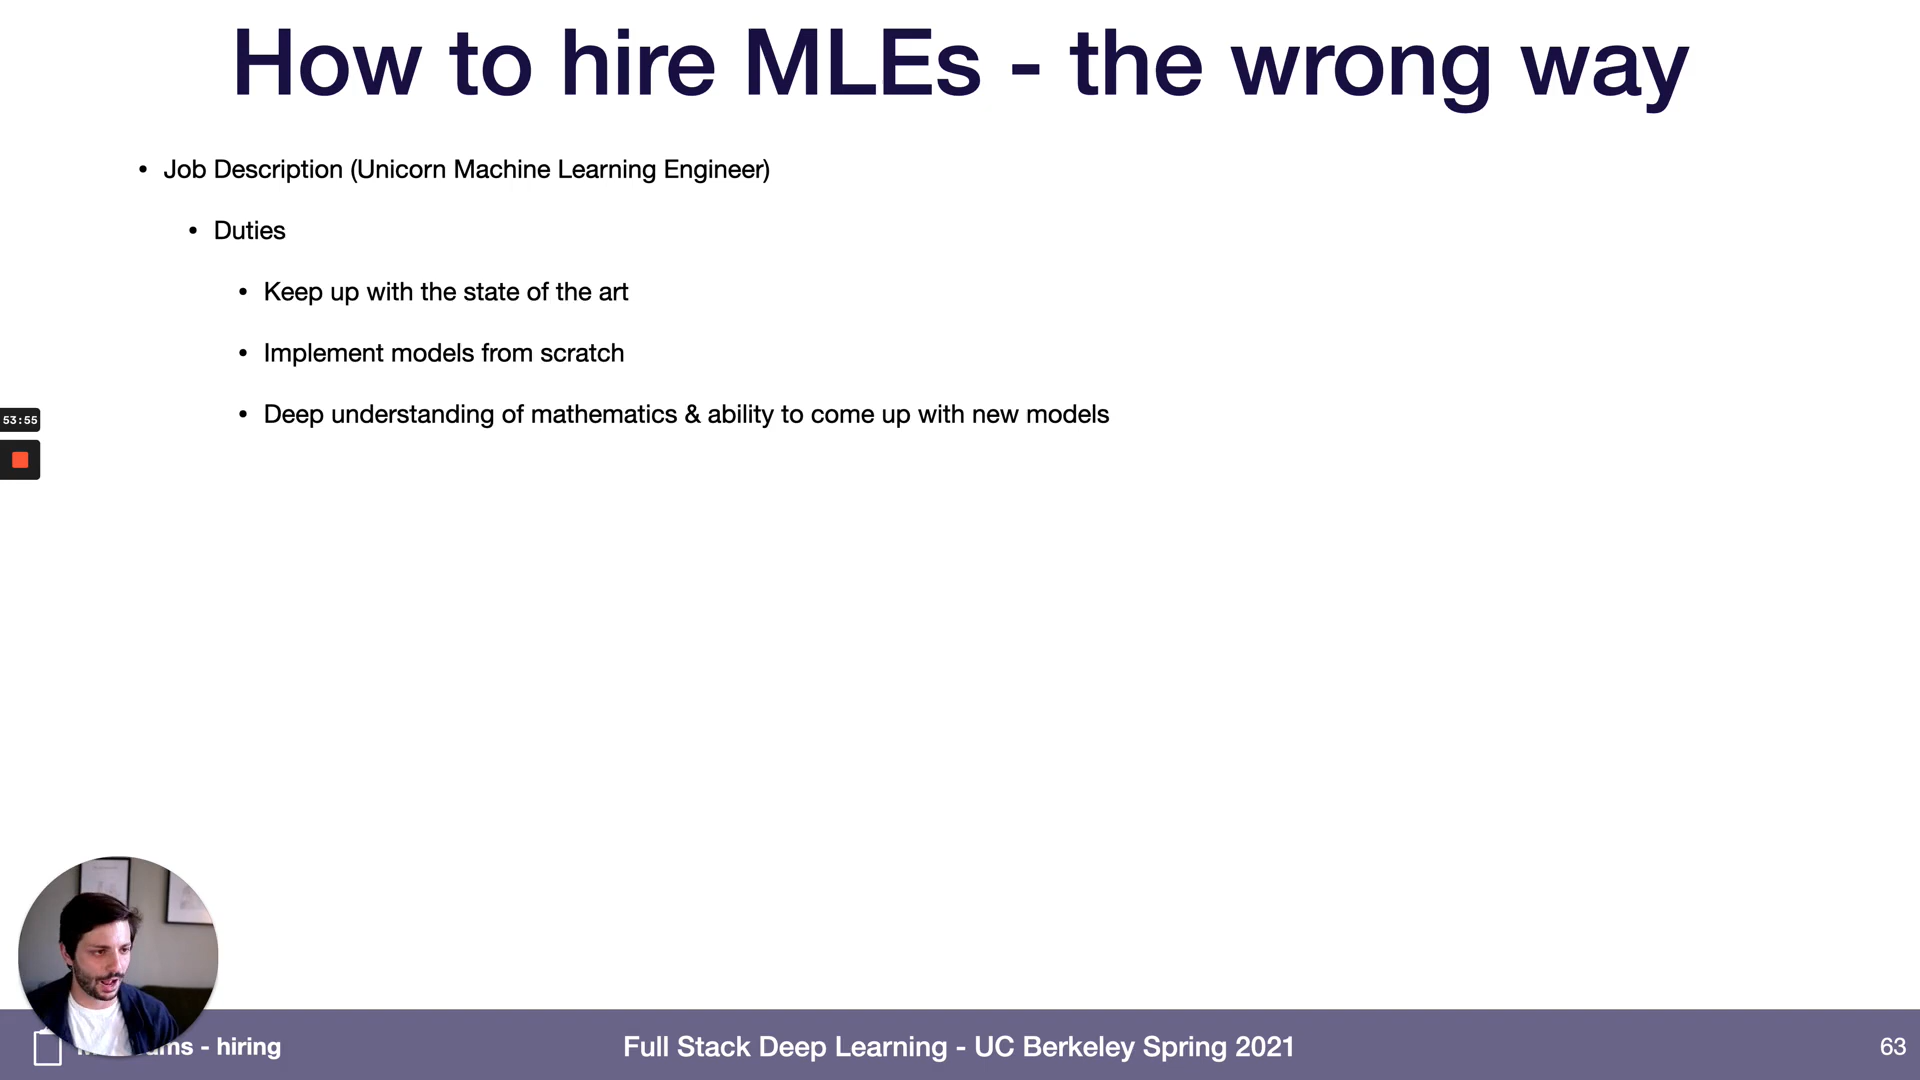 How to hire MLEs - the wrong way
• Job Description (Unicorn Machine Learning Engineer)
• Duties
• Keep up with the state of the art
• Implement models from scratch
• Deep understanding of mathematics & ability to come up with new models
53:55
- hiring
Full Stack Deep Learning - UC Berkeley Spring 2021
63